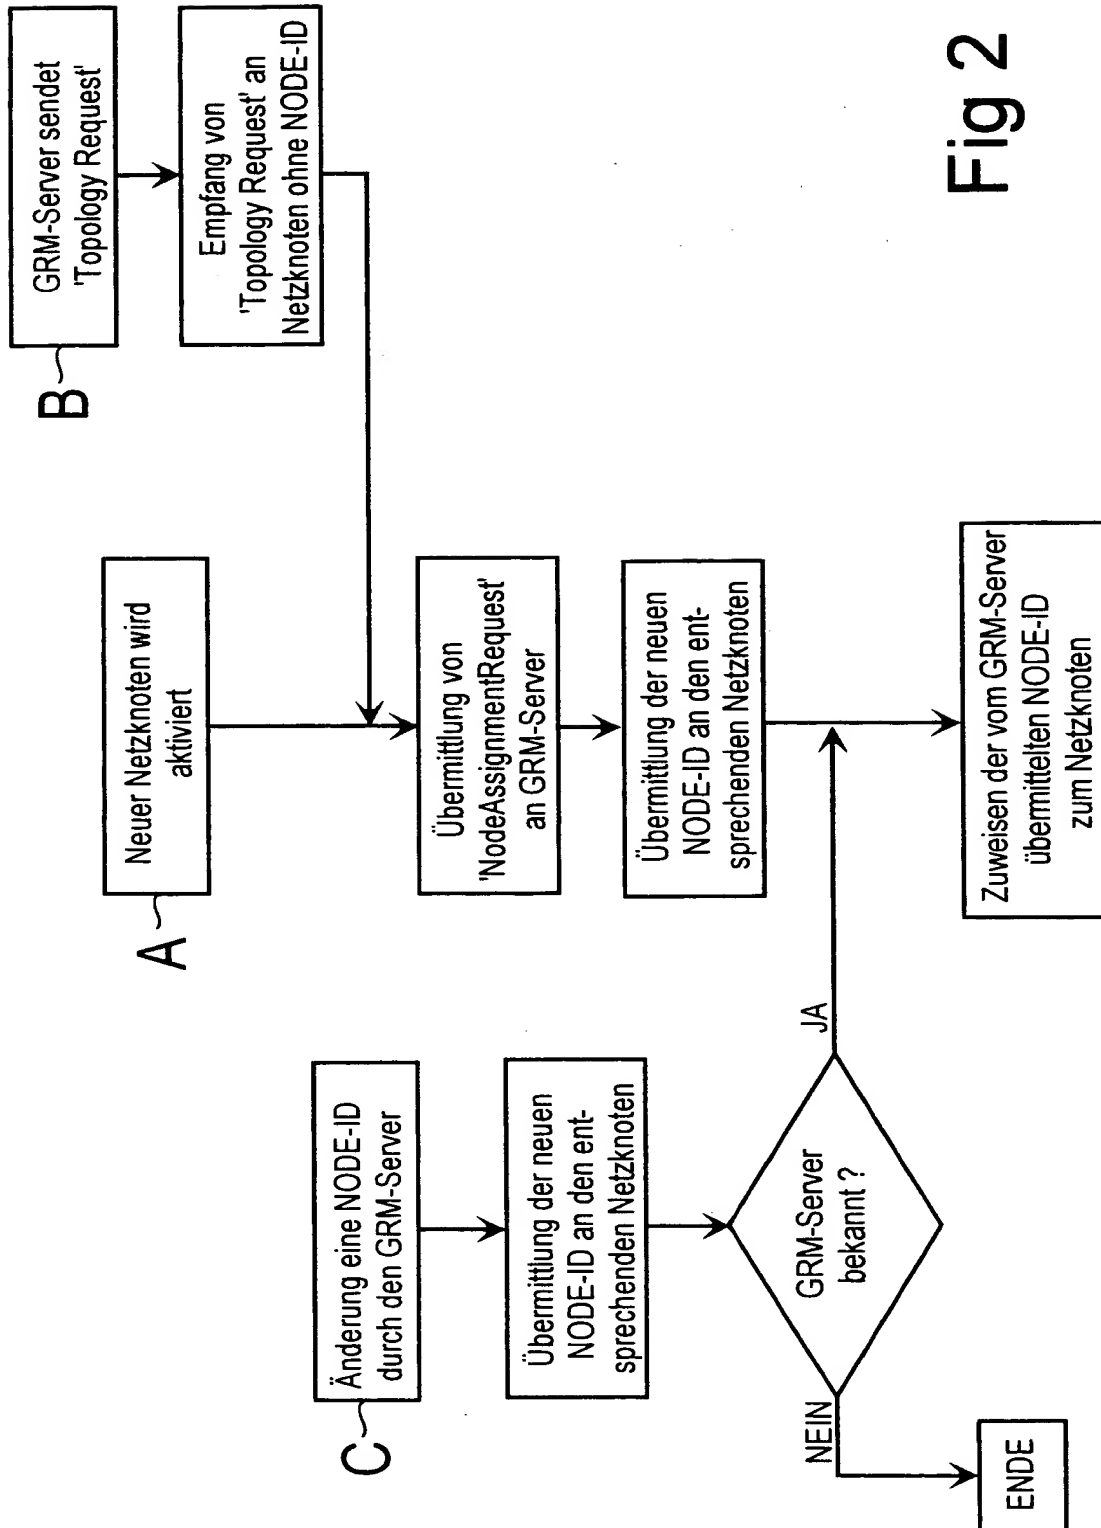 B
GRM-Server sendet
'Topology Request'
Empfang von
'Topology Request' an
Netzknoten ohne NODE-ID
A
Neuer Netzknoten wird
aktiviert
Übermittlung von
'NodeAssignmentRequest'
an GRM-Server
Übermittlung der neuen
NODE-ID an den ent-
sprechenden Netzknoten
Zuweisen der vom GRM-Server
übermittelten NODE-ID
zum Netzknoten
C
Änderung eine NODE-ID
durch den GRM-Server
Übermittlung der neuen
NODE-ID an den ent-
sprechenden Netzknoten
GRM-Server
bekannt ?
JA
NEIN
ENDE
Fig 2